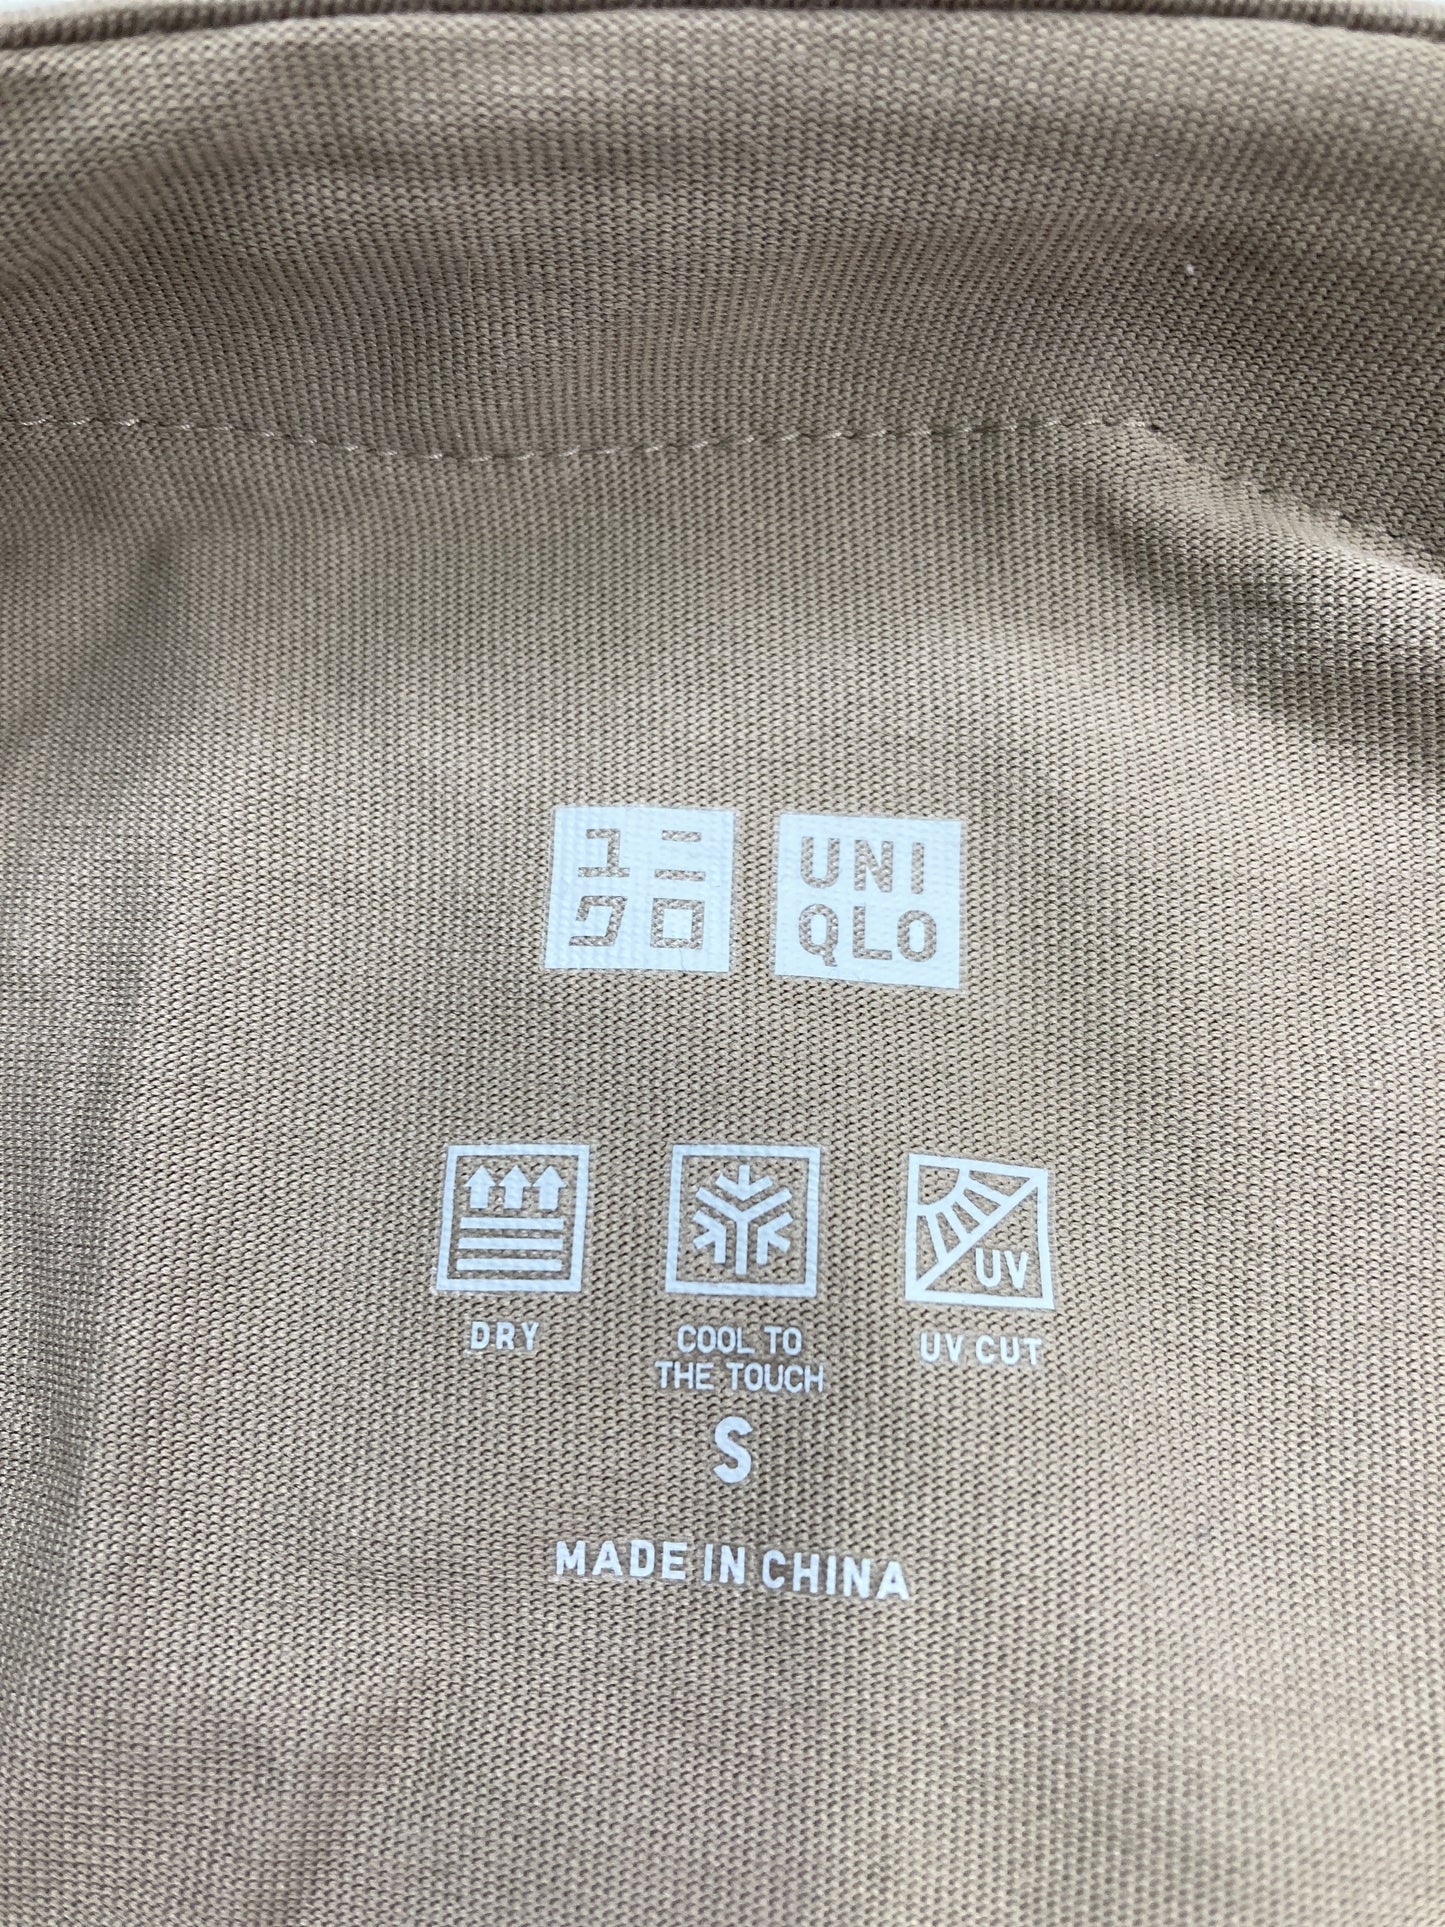 ユニ UNI
クロ QLO
UV
DRY COOL TO UV CUT
THE TOUCH
S
MADE IN CHINA